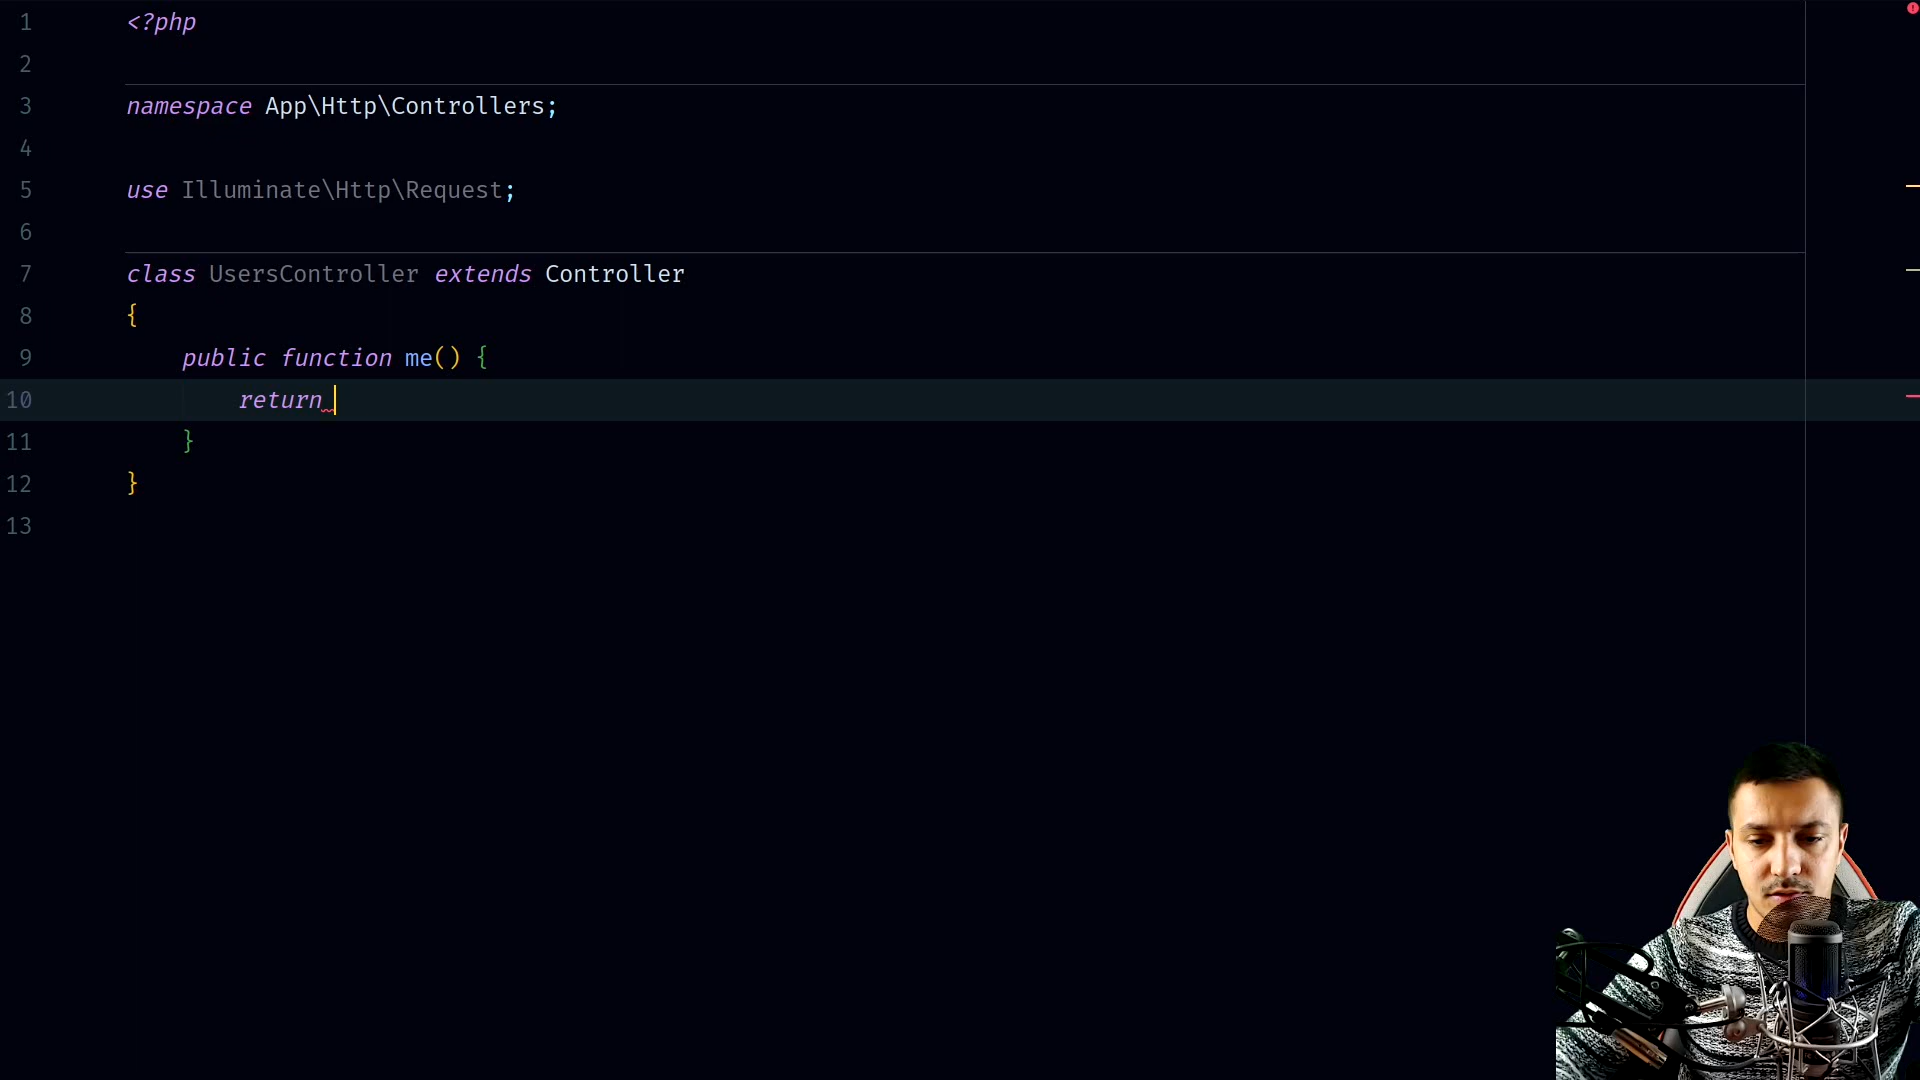 1 <?php
2
3 namespace App\Http\Controllers;
4
5 use Illuminate\Http\Request;
6
7 class UsersController extends Controller
8 {
9 public function me() {
10 return
11 }
12 }
13